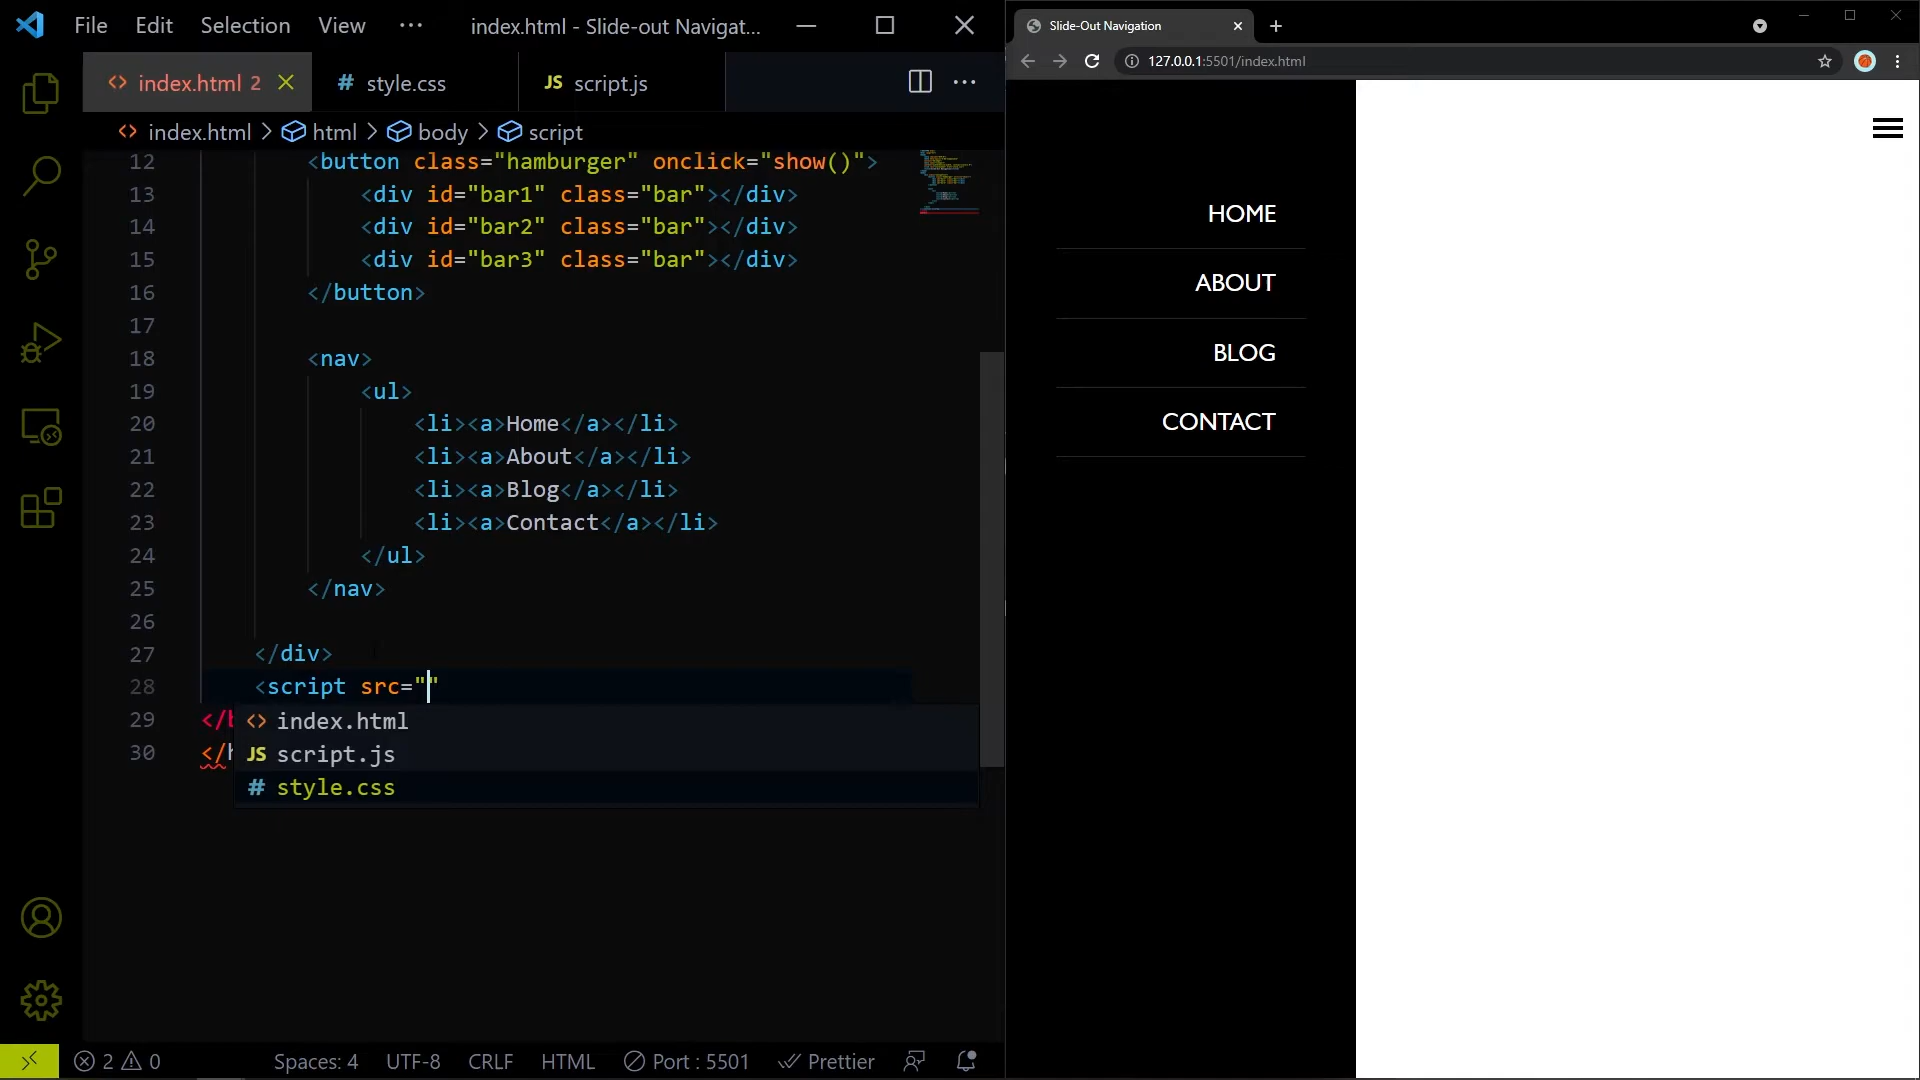 File Edit Selection View ··· index.html - Slide-out Navigat...
index.html 2 style.css JS script.js
index.html > html > body > script
12 <button class="hamburger" onclick="show()">
13 <div id="bar1" class="bar"></div>
14 <div id="bar2" class="bar"></div>
15 <div id="bar3" class="bar"></div>
16 </button>
17
18 <nav>
19 <ul>
20 <li><a>Home</a></li>
21 <li><a>About</a></li>
22 <li><a>Blog</a></li>
23 <li><a>Contact</a></li>
24 </ul>
25 </nav>
26
27 </div>
28 <script src=""
29 </b
30 </h
<> index.html
JS script.js
# style.css
2 0 Spaces: 4 UTF-8 CRLF HTML Port : 5501 Prettier
Slide-Out Navigation
127.0.0.1:5501/index.html
HOME
ABOUT
BLOG
CONTACT